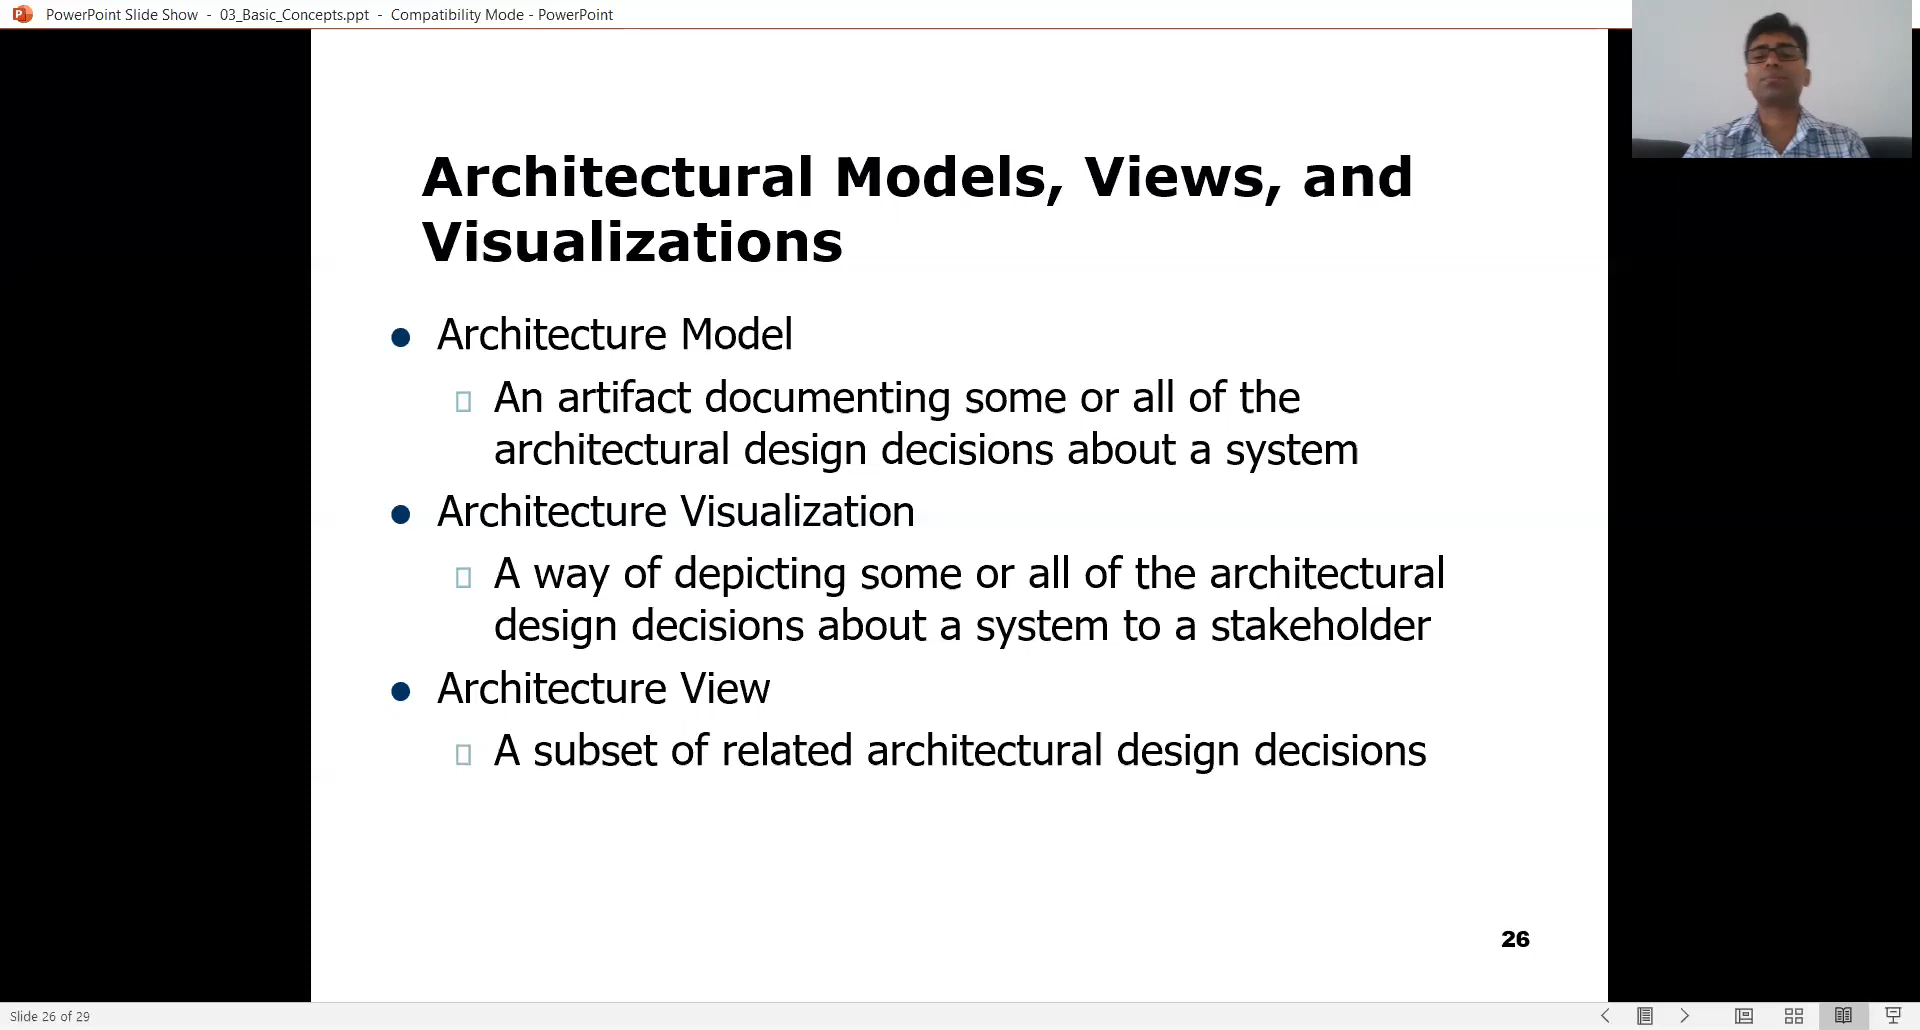 PowerPoint Slide Show - 03_Basic_Concepts.ppt - Compatibility Mode - PowerPoint
Architectural Models, Views, and
Visualizations
Architecture Model
An artifact documenting some or all of the
architectural design decisions about a system
Architecture Visualization
A way of depicting some or all of the architectural
design decisions about a system to a stakeholder
Architecture View
A subset of related architectural design decisions
26
Slide 26 of 29